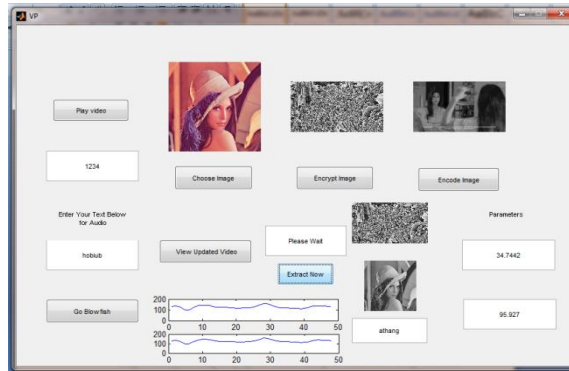 VP
Play video
1234
Choose Image
Encrypt Image
Encode Image
Enter Your Text Below
for Audio
Parameters
hobiub
View Updated Video
Please Wait
34.7442
Extract Now
Go Blowfish
200
100
0
0 10 20 30 40 50
athang
95.927
200
100
0
0 10 20 30 40 50